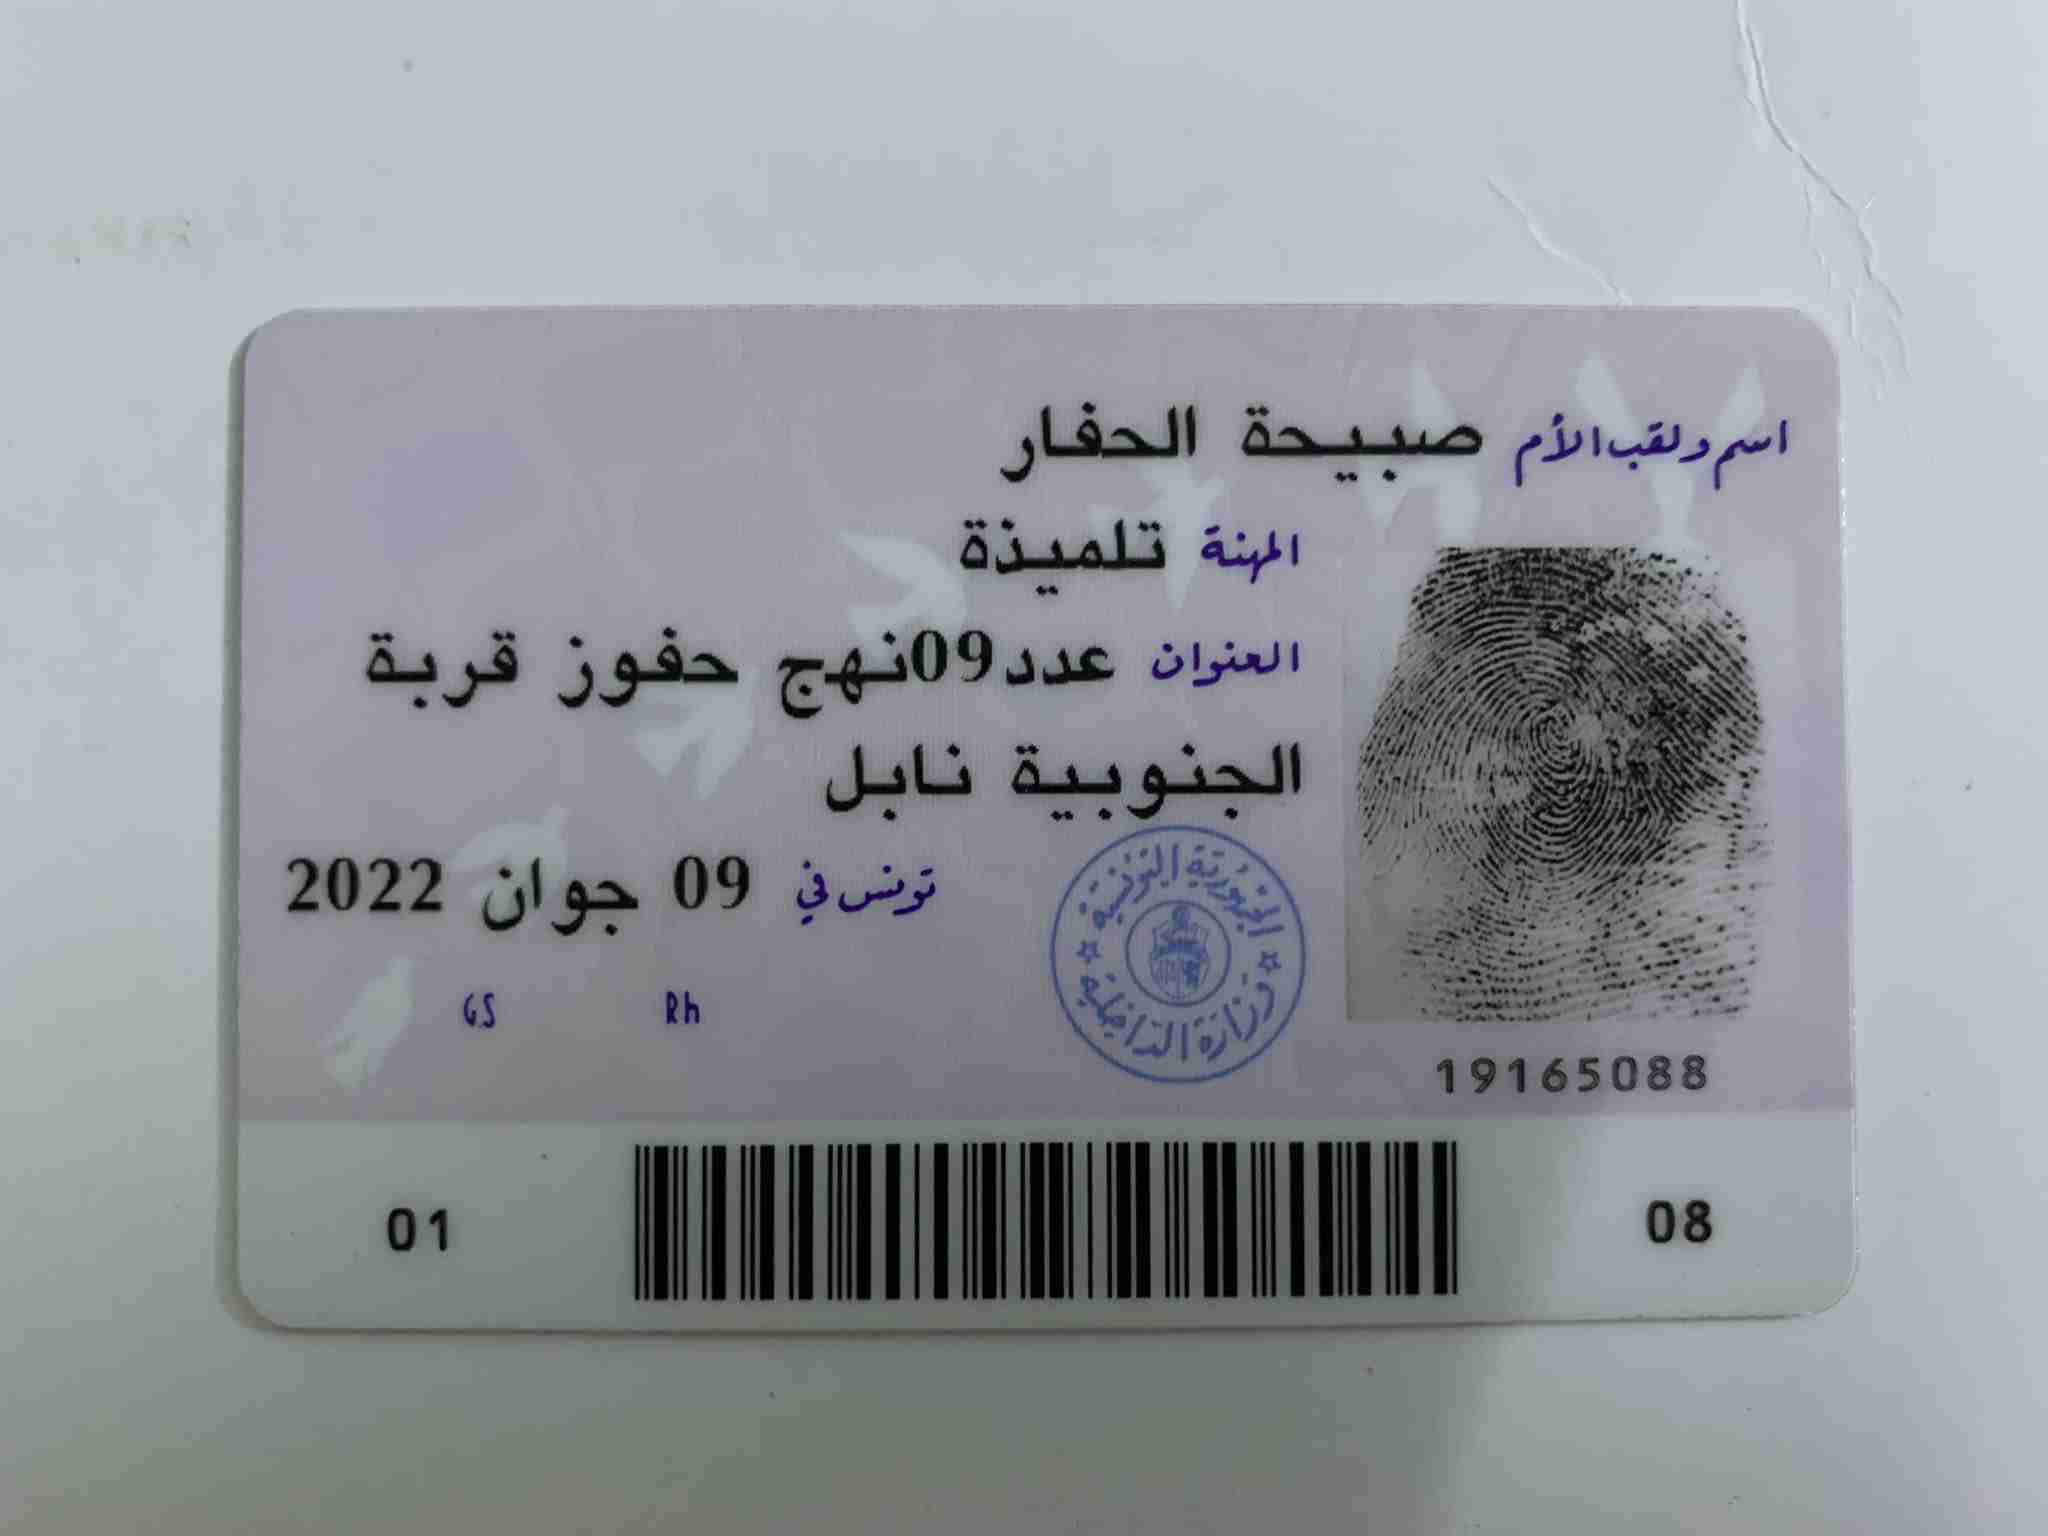 اسم ولقب الأم صبيحة الحفار
المهنة تلميذة
العنوان عدد09نهج حفوز قربة
الجنوبية نابل
تونس في 09 جوان 2022
الجمهورية التونسية
وزارة الداخلية
Rh GS
19165088
01 08